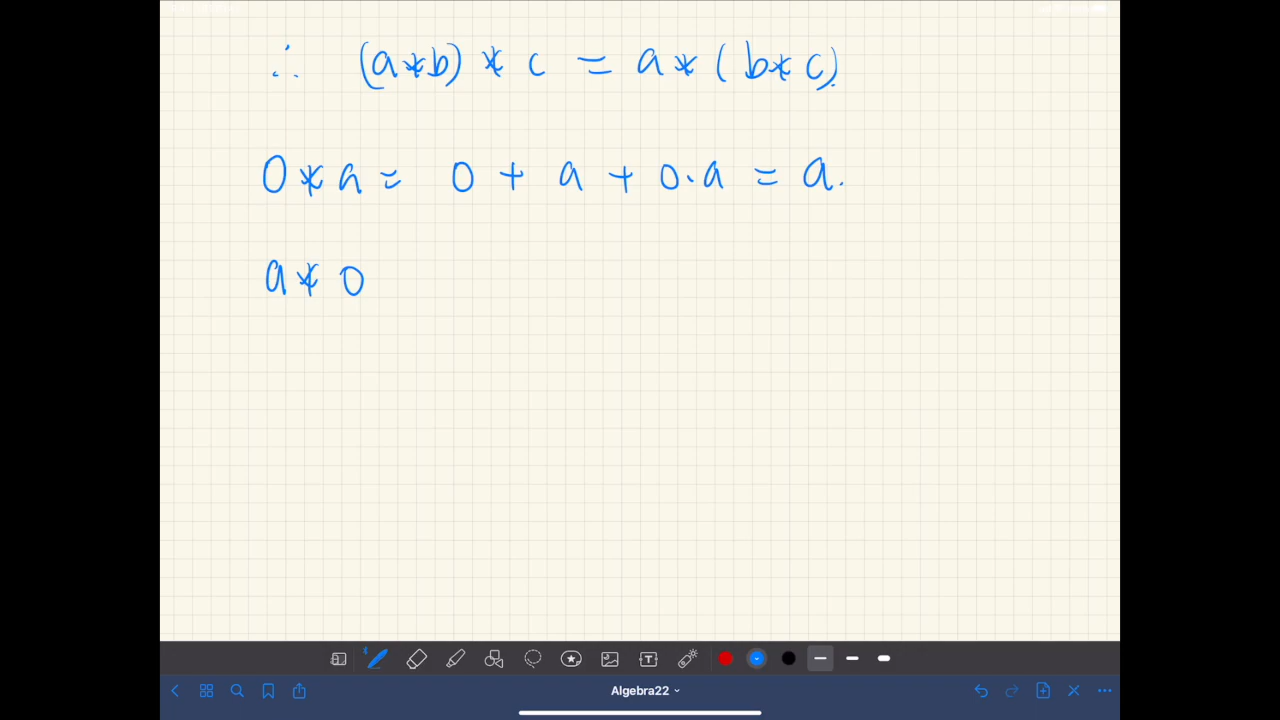 ∴ (a*b) * c = a * (b * c).
0 * a = 0 + a + 0·a = a.
a * 0
Algebra22